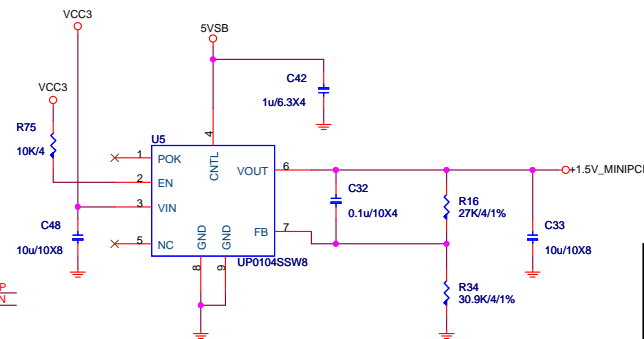 VCC3
5VSB
VCC3
C42
1u/6.3X4
R75
10K/4
U5
4
CNTL
1
POK
VOUT
6
+1.5V_MINIPCI
2
EN
3
VIN
C32
0.1u/10X4
R16
27K/4/1%
C48
10u/10X8
FB
7
C33
10u/10X8
5
NC
GND
GND
8
9
UP0104SSW8
R34
30.9K/4/1%
P
N